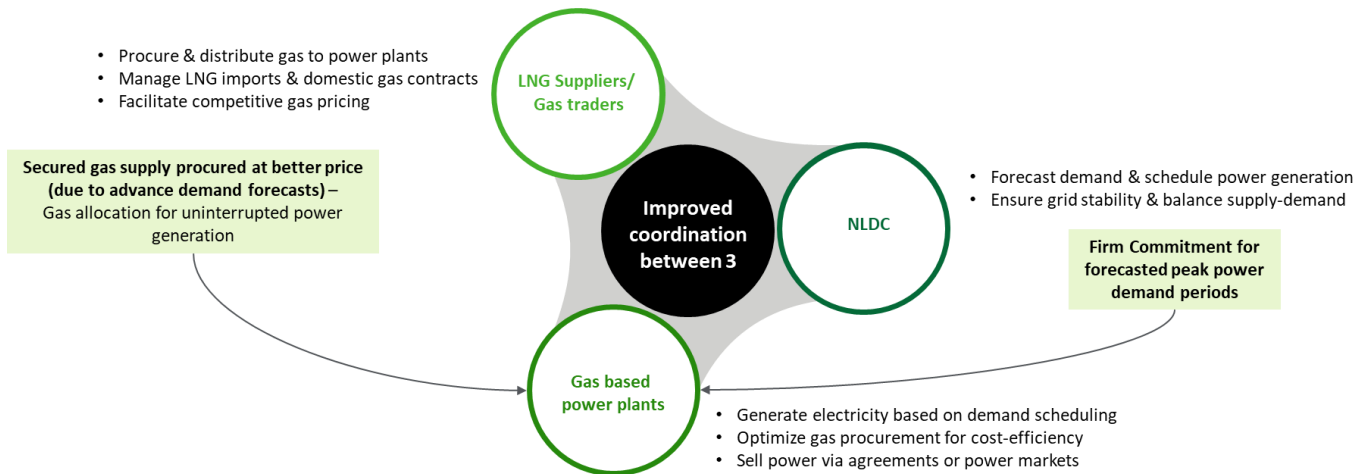 • Procure & distribute gas to power plants
• Manage LNG imports & domestic gas contracts
• Facilitate competitive gas pricing
LNG Suppliers/
Gas traders
Secured gas supply procured at better price
(due to advance demand forecasts) –
Gas allocation for uninterrupted power
generation
Improved
coordination
between 3
NLDC
• Forecast demand & schedule power generation
• Ensure grid stability & balance supply-demand
Firm Commitment for
forecasted peak power
demand periods
Gas based
power plants
• Generate electricity based on demand scheduling
• Optimize gas procurement for cost-efficiency
• Sell power via agreements or power markets